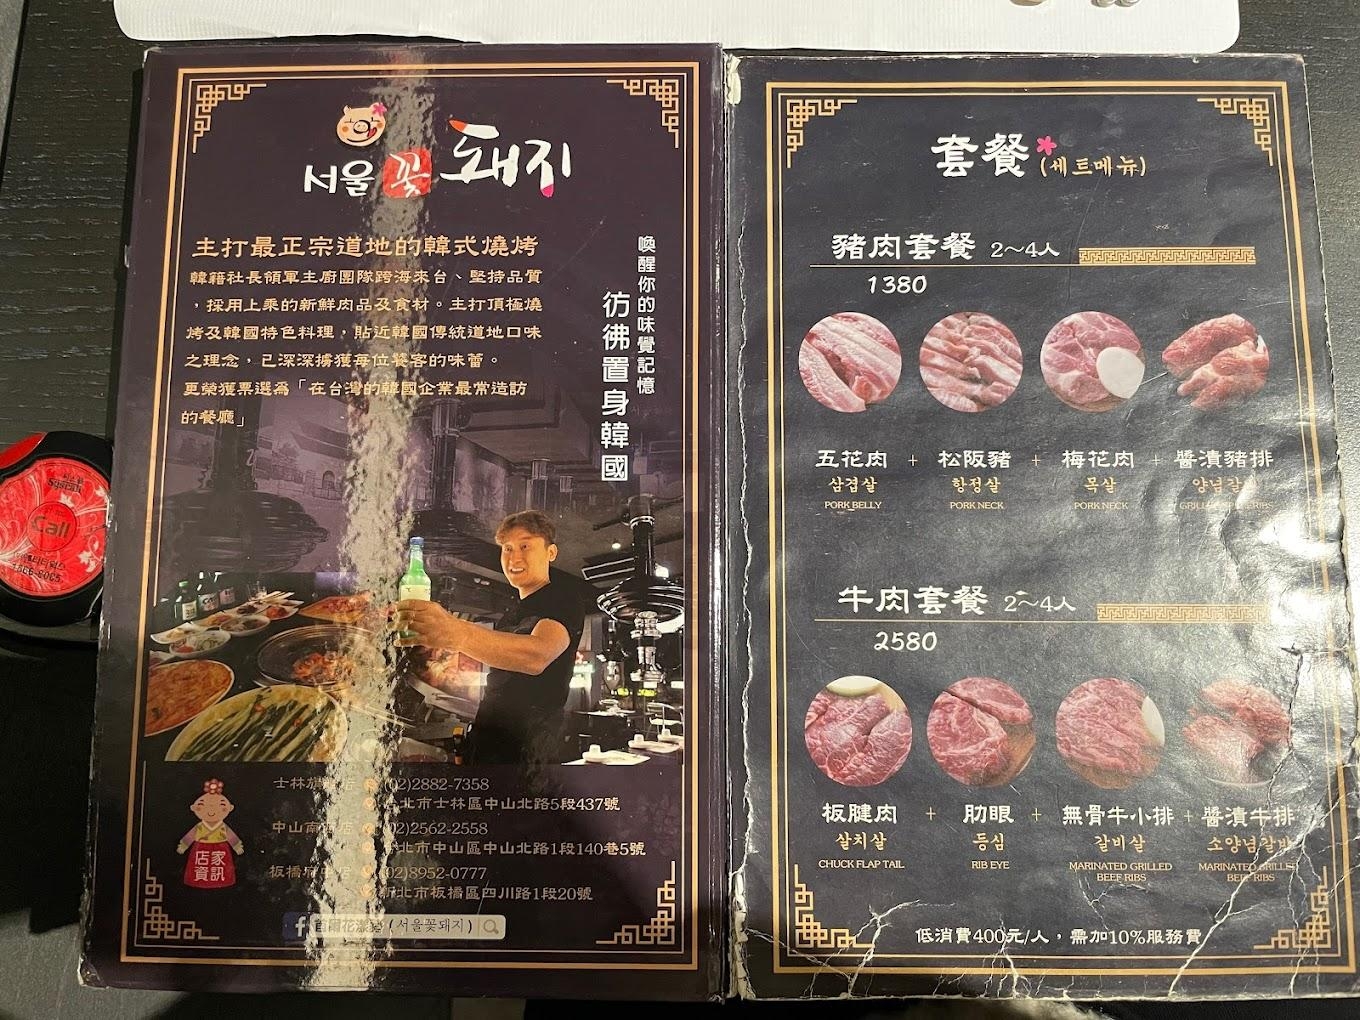 서울 꽃 돼지
主打最正宗道地的韓式燒烤
韓籍社長領軍主廚團隊跨海來台、堅持品質
，採用上乘的新鮮肉品及食材。主打頂極燒
烤及韓國特色料理，貼近韓國傳統道地口味
之理念，已深深擄獲每位饕客的味蕾。
更榮獲票選為「在台灣的韓國企業最常造訪
的餐廳」
喚醒你的味覺記憶
彷彿置身韓國
店家
資訊
士林旗 店 (02)2882-7358
北市士林區中山北路5段437號
中山南 店 (02)2562-2558
北市中山區中山北路1段140巷5號
板橋 店 (02)8952-0777
新北市板橋區四川路1段20號
f 首爾花 豬 (서울꽃돼지)
Call
套餐 (세트메뉴)
豬肉套餐 2～4人
1380
五花肉 + 松阪豬 + 梅花肉 + 醬漬豬排
삼겹살 항정살 목살 양념갈
PORK BELLY PORK NECK PORK NECK
牛肉套餐 2～4人
2580
板腱肉 + 肋眼 + 無骨牛小排 + 醬漬牛排
살치살 등심 갈비살 소양념갈비
CHUCK FLAP TAIL RIB EYE MARINATED GRILLED BEEF RIBS MARINATED GRILLED BEEF RIBS
低消費400元/人，需加10%服務費